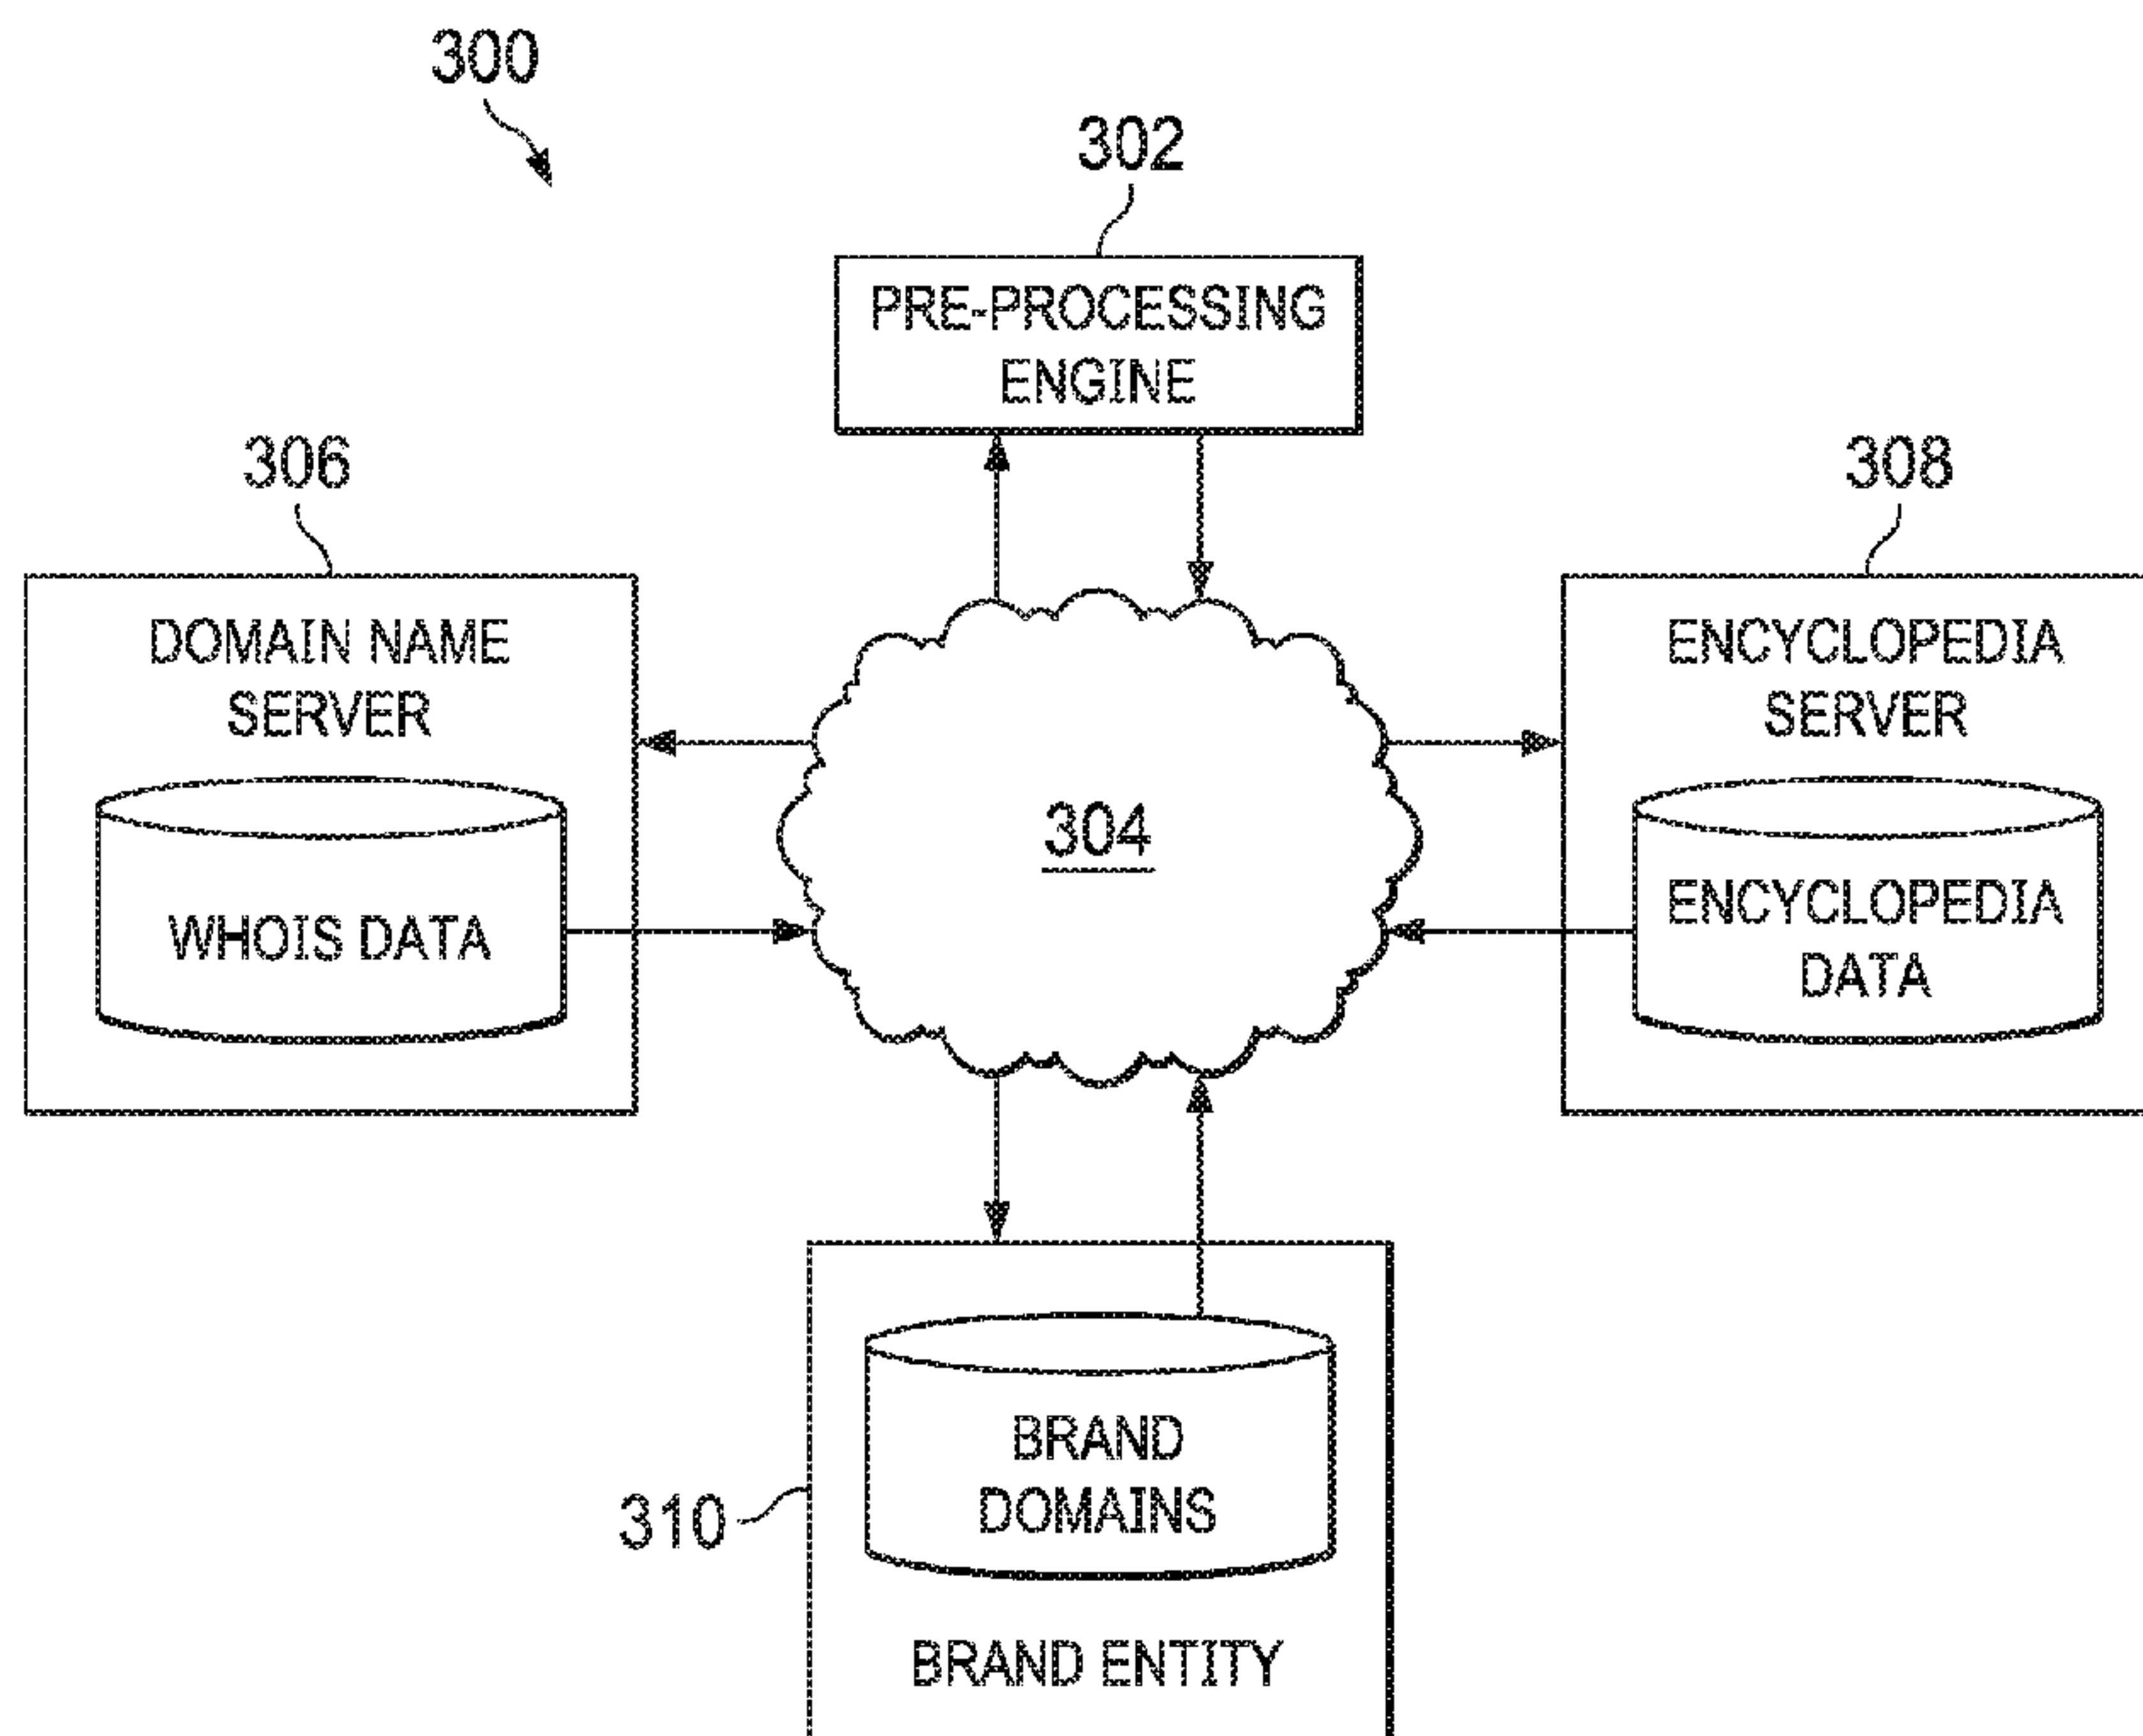 300
302
PRE-PROCESSING
ENGINE
306
308
DOMAIN NAME
SERVER
WHOIS DATA
304
ENCYCLOPEDIA
SERVER
ENCYCLOPEDIA
DATA
310
BRAND
DOMAINS
BRAND ENTITY